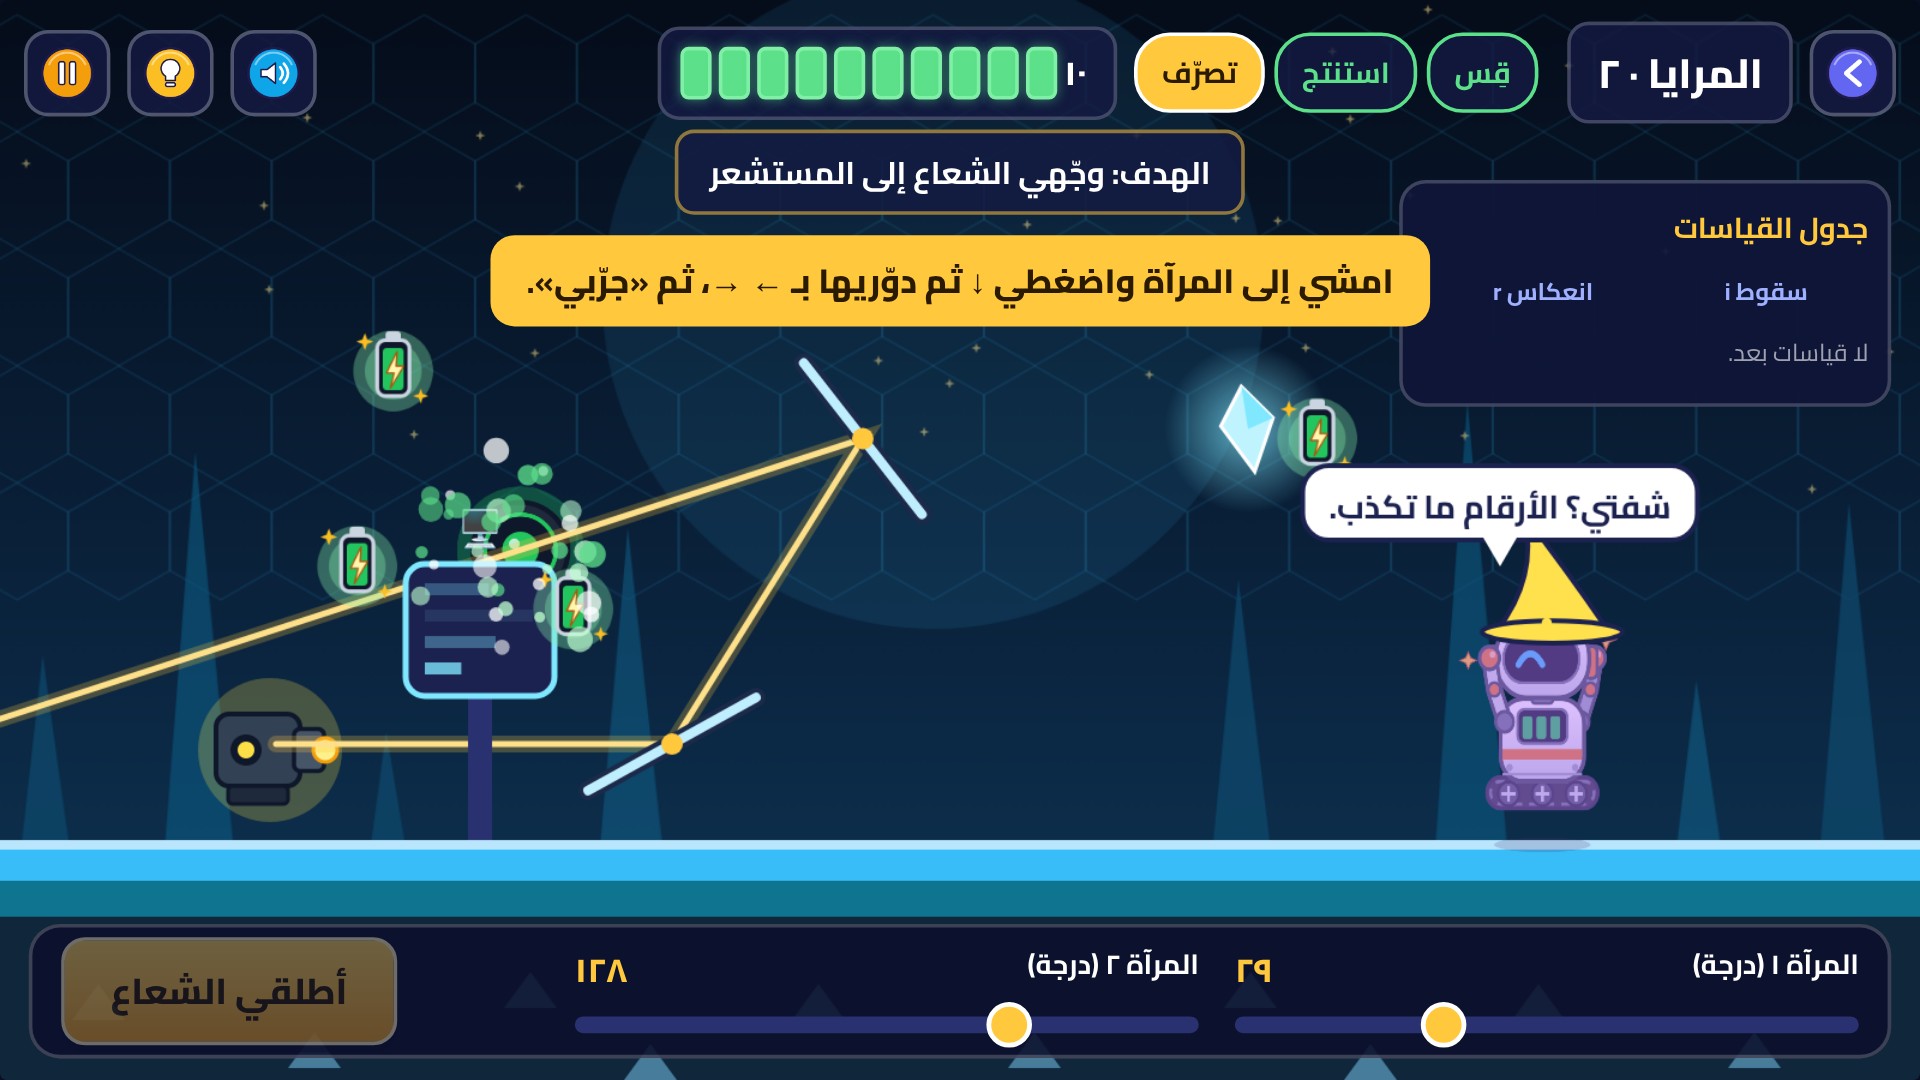 المرايا ٢٠
قِس
استنتج
تصرّف
١٠
الهدف: وجّهي الشعاع إلى المستشعر
امشي إلى المرآة واضغطي ↓ ثم دوّريها بـ ← →، ثم «جرّبي».
جدول القياسات
سقوط i
انعكاس r
لا قياسات بعد.
شفتي؟ الأرقام ما تكذب.
المرآة ١ (درجة)
٢٩
المرآة ٢ (درجة)
١٢٨
أطلقي الشعاع